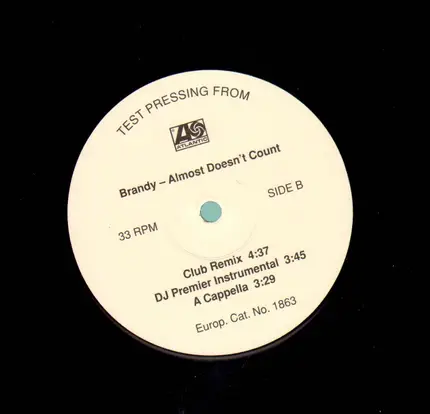 TEST PRESSING FROM
ATLANTIC
Brandy – Almost Doesn't Count
SIDE B
33 RPM
Club Remix 4:37
DJ Premier Instrumental 3:45
A Cappella 3:29
Europ. Cat. No. 1863